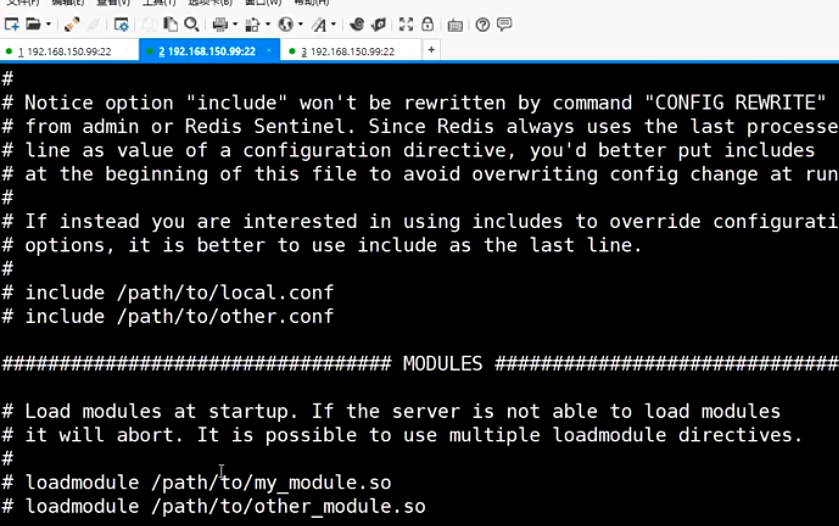 文件(F) 编辑(E) 查看(V) 工具(T) 选项卡(B) 窗口(W) 帮助(H)
1 192.168.150.99:22 2 192.168.150.99:22 × 3 192.168.150.99:22 +
#
# Notice option "include" won't be rewritten by command "CONFIG REWRITE"
# from admin or Redis Sentinel. Since Redis always uses the last processe
# line as value of a configuration directive, you'd better put includes
# at the beginning of this file to avoid overwriting config change at run
#
# If instead you are interested in using includes to override configurati
# options, it is better to use include as the last line.
#
# include /path/to/local.conf
# include /path/to/other.conf
################################## MODULES ##############################
# Load modules at startup. If the server is not able to load modules
# it will abort. It is possible to use multiple loadmodule directives.
#
# loadmodule /path/to/my_module.so
# loadmodule /path/to/other_module.so